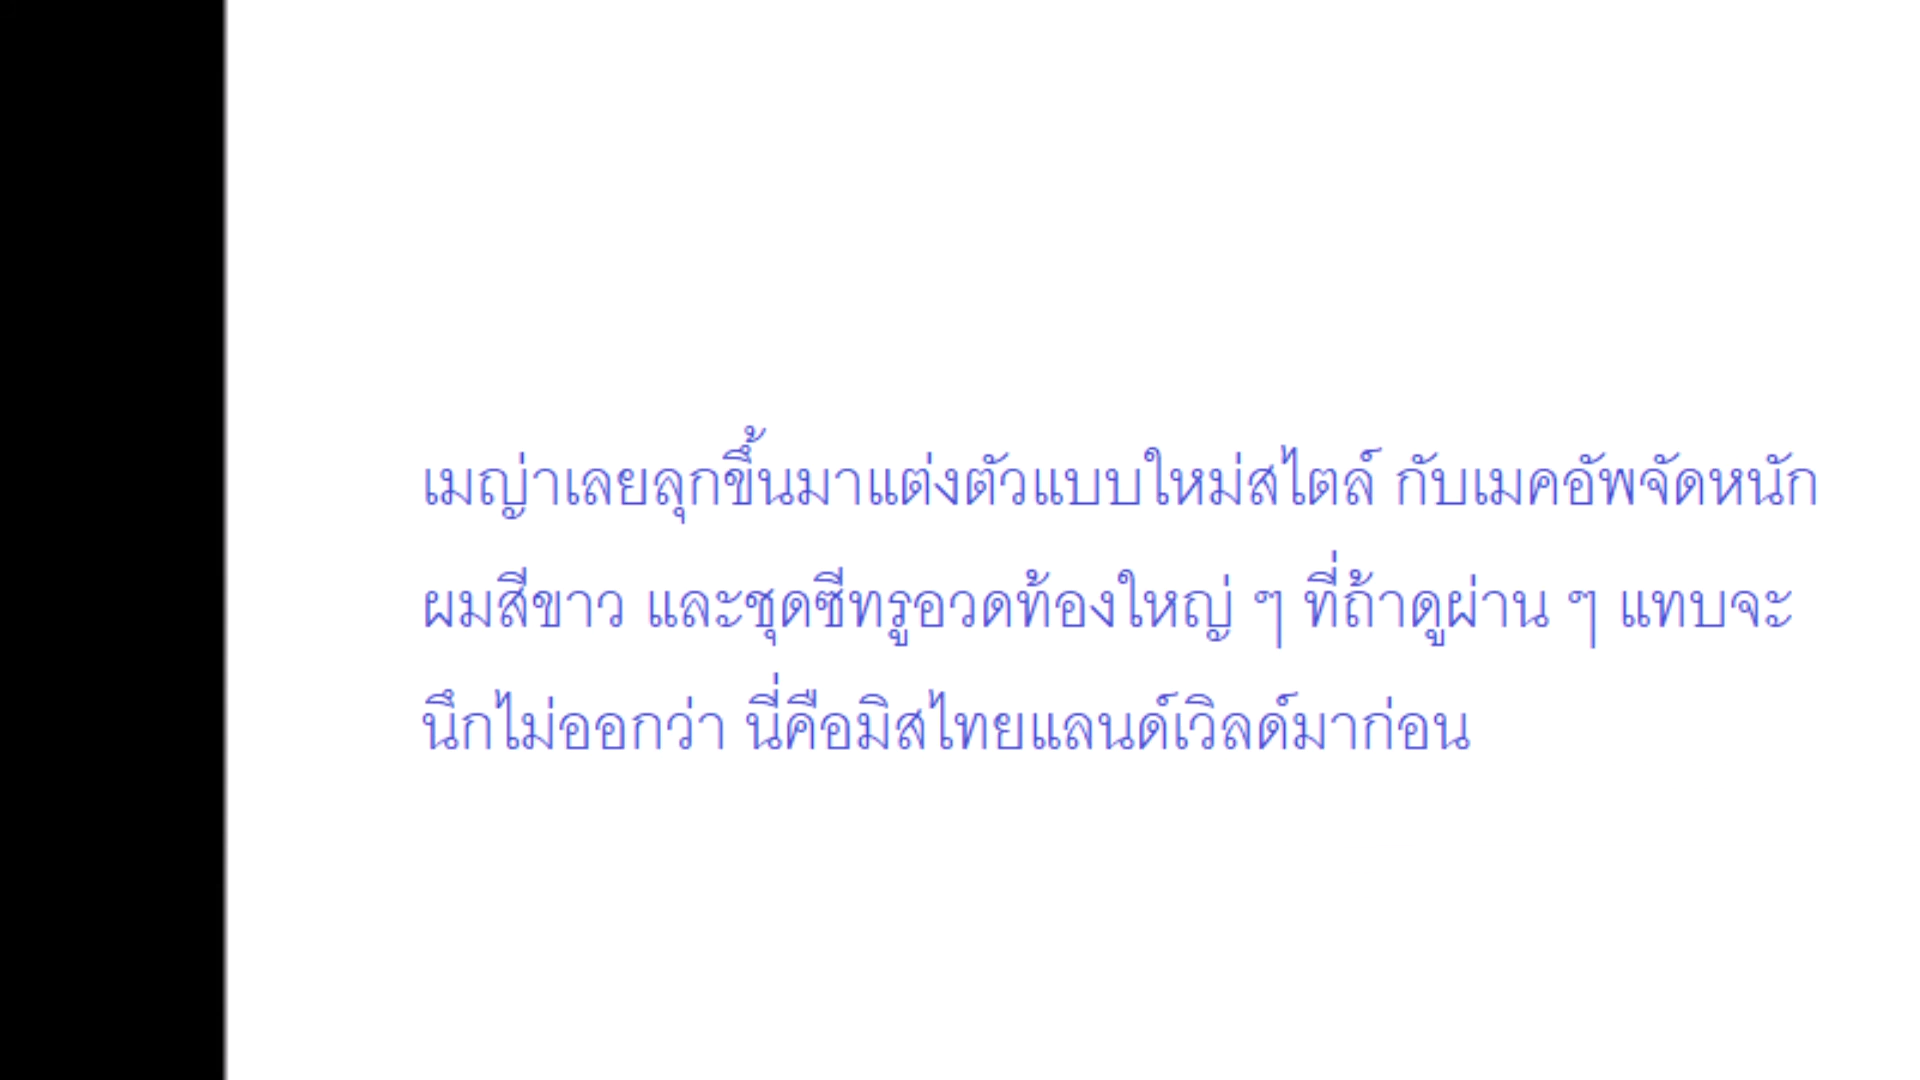 เมญ่าเลยลุกขึ้นมาแต่งตัวแบบใหม่สไตล์ กับเมคอัพจัดหนัก
ผมสีขาว และชุดซีทรูอวดท้องใหญ่ ๆ ที่ถ้าดูผ่าน ๆ แทบจะ
นึกไม่ออกว่า นี่คือมิสไทยแลนด์เวิลด์มาก่อน